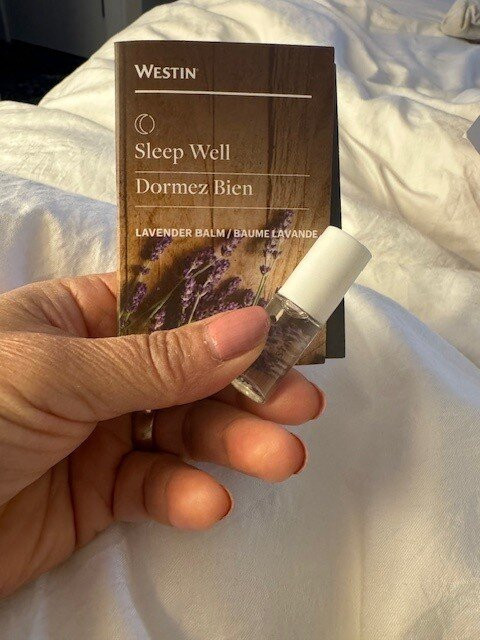 WESTIN
Sleep Well
Dormez Bien
LAVENDER BALM / BAUME LAVANDE